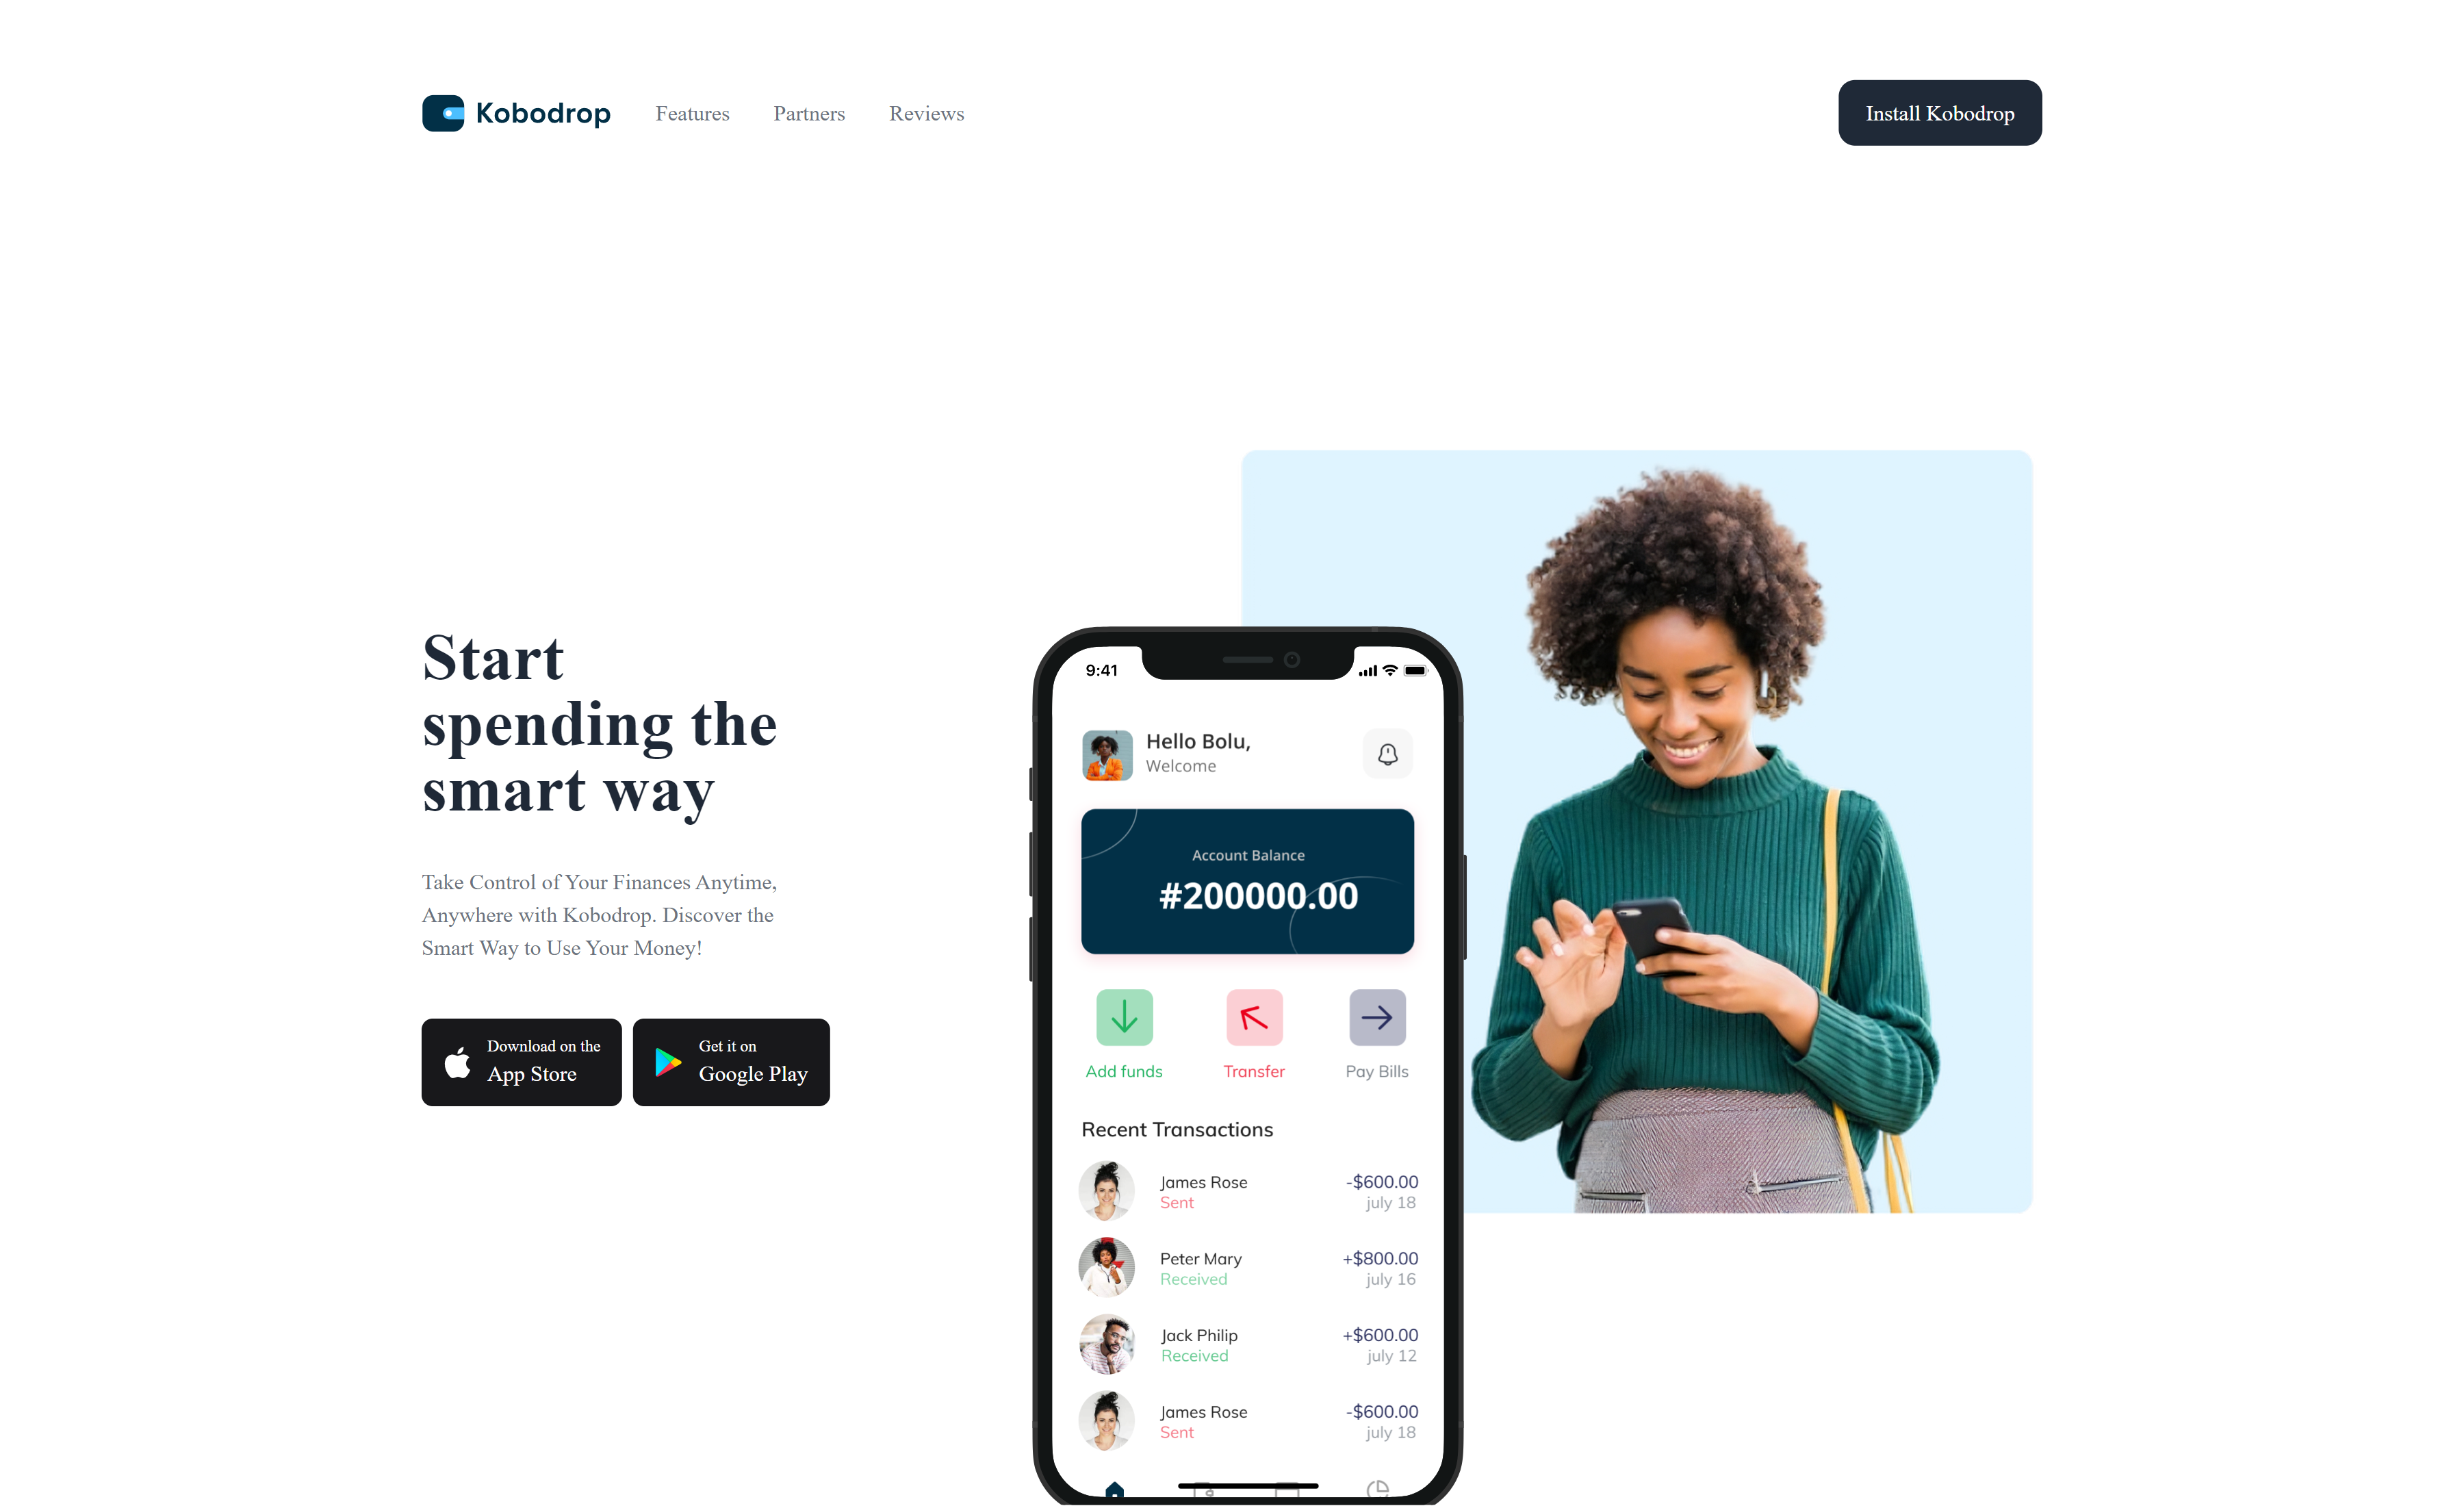 Kobodrop
Features
Partners
Reviews
Install Kobodrop
Start
spending the
smart way
Take Control of Your Finances Anytime,
Anywhere with Kobodrop. Discover the
Smart Way to Use Your Money!
Download on the
App Store
Get it on
Google Play
9:41
Hello Bolu,
Welcome
Account Balance
#200000.00
Add funds
Transfer
Pay Bills
Recent Transactions
James Rose
-$600.00
Sent
july 18
Peter Mary
+$800.00
Received
july 16
Jack Philip
+$600.00
Received
july 12
James Rose
-$600.00
Sent
july 18